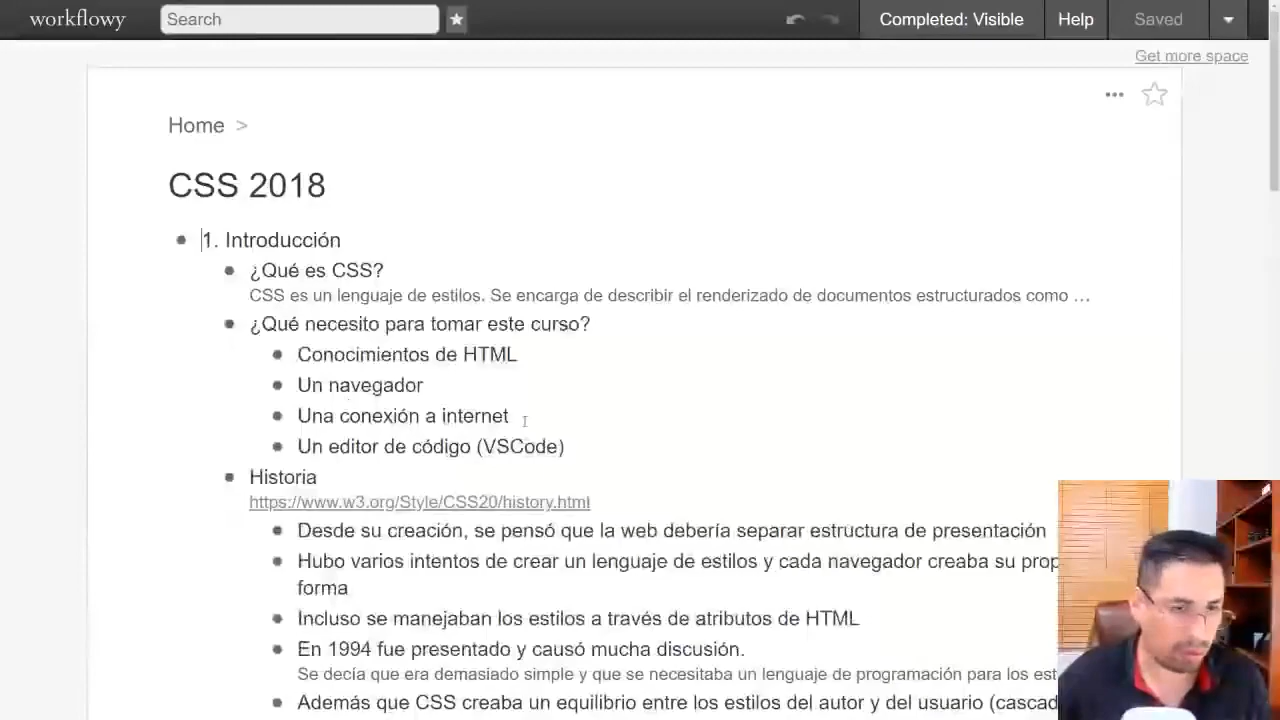 workflowy
Search
Completed: Visible
Help
Saved
Get more space
Home >
CSS 2018
1. Introducción
¿Qué es CSS?
CSS es un lenguaje de estilos. Se encarga de describir el renderizado de documentos estructurados como …
¿Qué necesito para tomar este curso?
Conocimientos de HTML
Un navegador
Una conexión a internet
Un editor de código (VSCode)
Historia
https://www.w3.org/Style/CSS20/history.html
Desde su creación, se pensó que la web debería separar estructura de presentación
Hubo varios intentos de crear un lenguaje de estilos y cada navegador creaba su prop
forma
Incluso se manejaban los estilos a través de atributos de HTML
En 1994 fue presentado y causó mucha discusión.
Se decía que era demasiado simple y que se necesitaba un lenguaje de programación para los est
Además que CSS creaba un equilibrio entre los estilos del autor y del usuario (cascad